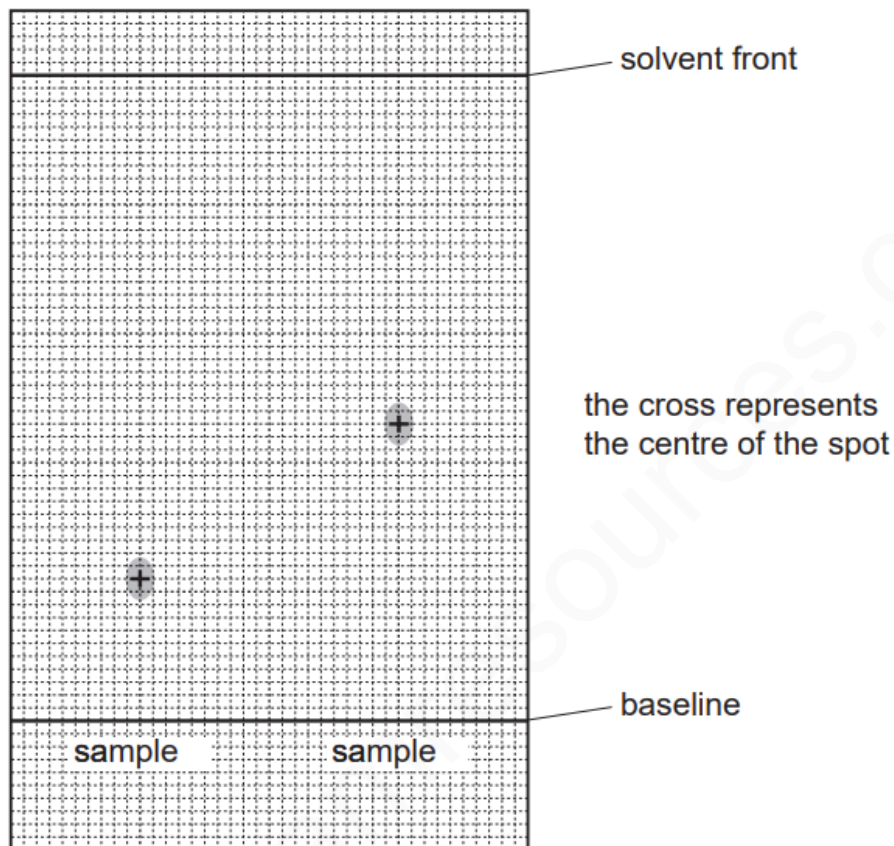 solvent front
the cross represents
the centre of the spot
baseline
sample sample